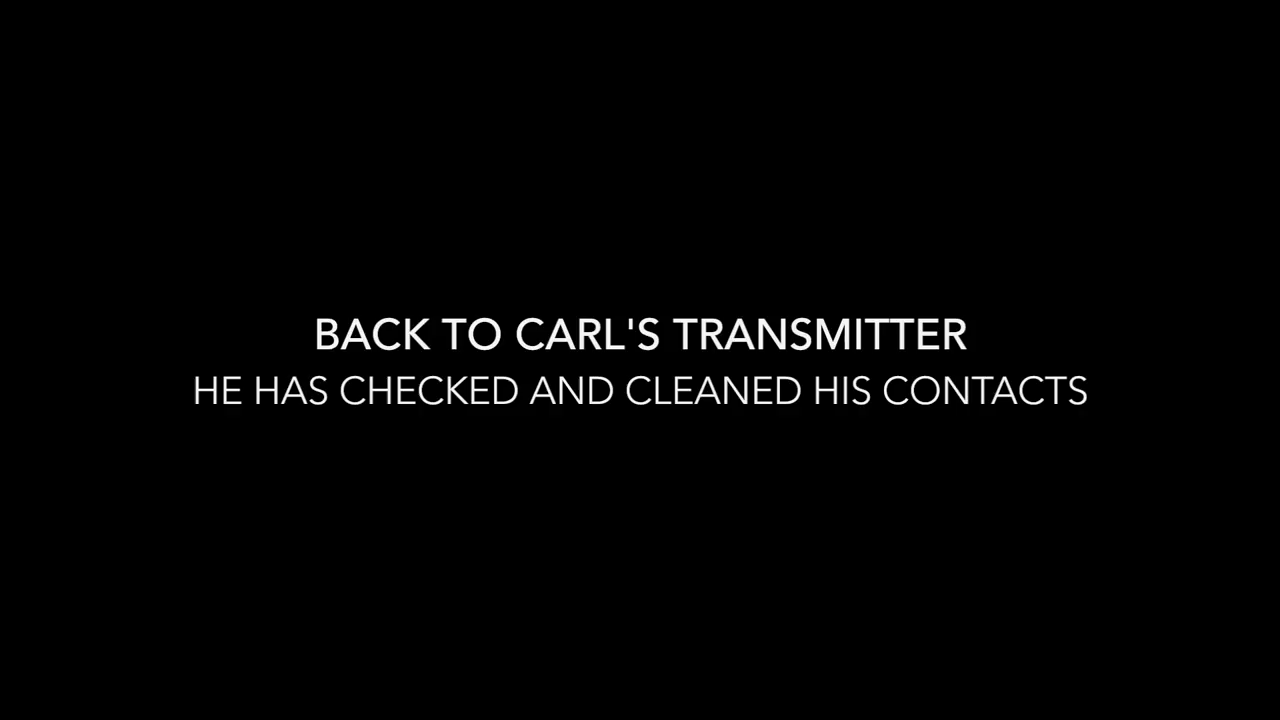 BACK TO CARL'S TRANSMITTER
HE HAS CHECKED AND CLEANED HIS CONTACTS